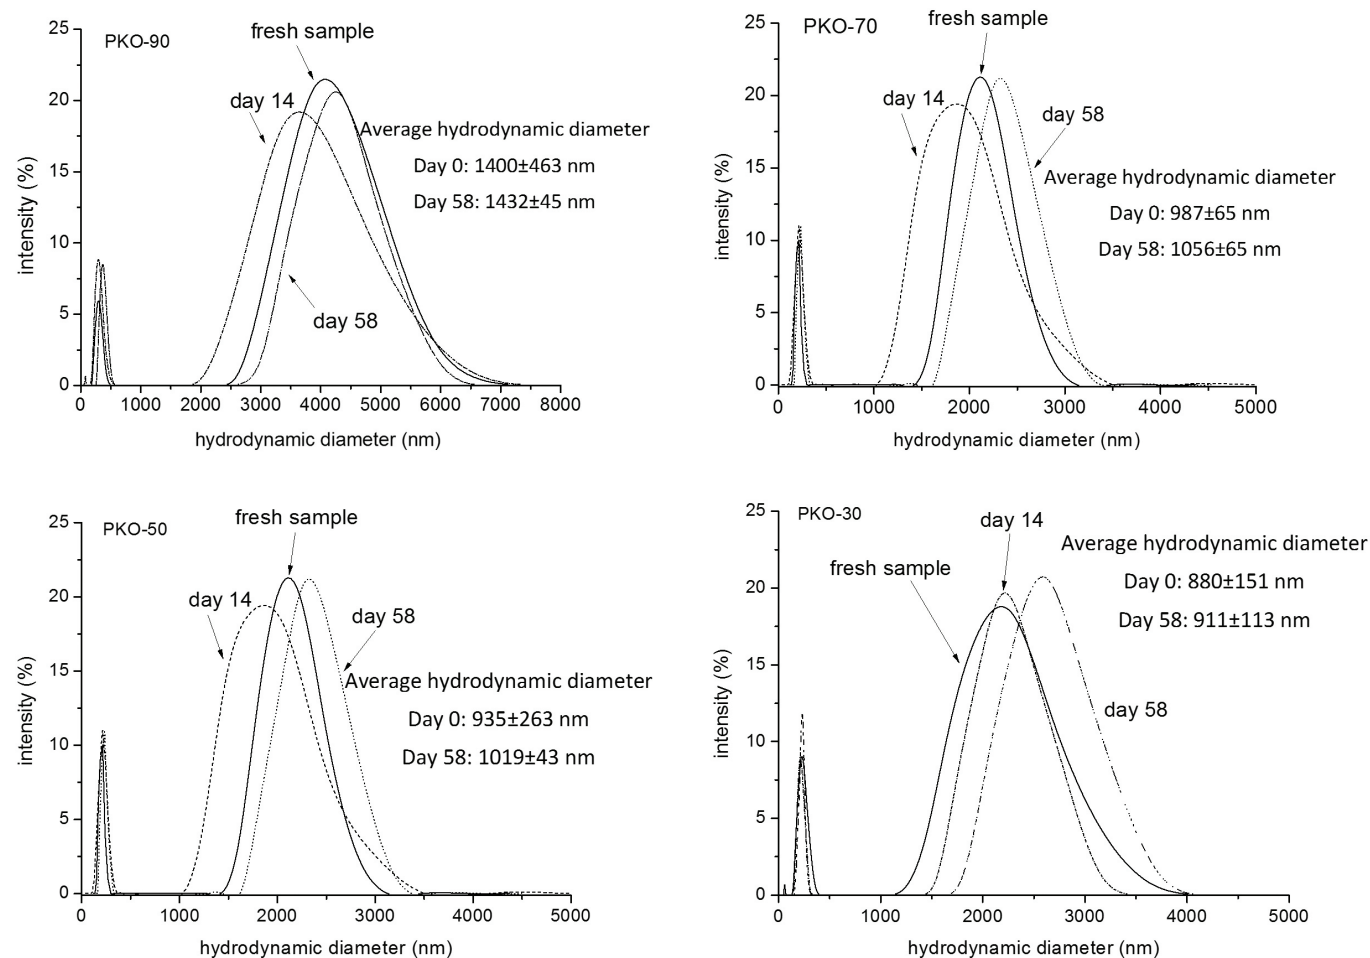 PKO-90
fresh sample
day 14
Average hydrodynamic diameter
Day 0: 1400±463 nm
Day 58: 1432±45 nm
day 58
intensity (%)
25
20
15
10
5
0
0 1000 2000 3000 4000 5000 6000 7000 8000
hydrodynamic diameter (nm)
PKO-70
fresh sample
day 14
day 58
Average hydrodynamic diameter
Day 0: 987±65 nm
Day 58: 1056±65 nm
intensity (%)
25
20
15
10
5
0
0 1000 2000 3000 4000 5000
hydrodynamic diameter (nm)
PKO-50
fresh sample
day 14
day 58
Average hydrodynamic diameter
Day 0: 935±263 nm
Day 58: 1019±43 nm
intensity (%)
25
20
15
10
5
0
0 1000 2000 3000 4000 5000
hydrodynamic diameter (nm)
PKO-30
day 14
fresh sample
Average hydrodynamic diameter
Day 0: 880±151 nm
Day 58: 911±113 nm
day 58
intensity (%)
25
20
15
10
5
0
0 1000 2000 3000 4000 5000
hydrodynamic diameter (nm)